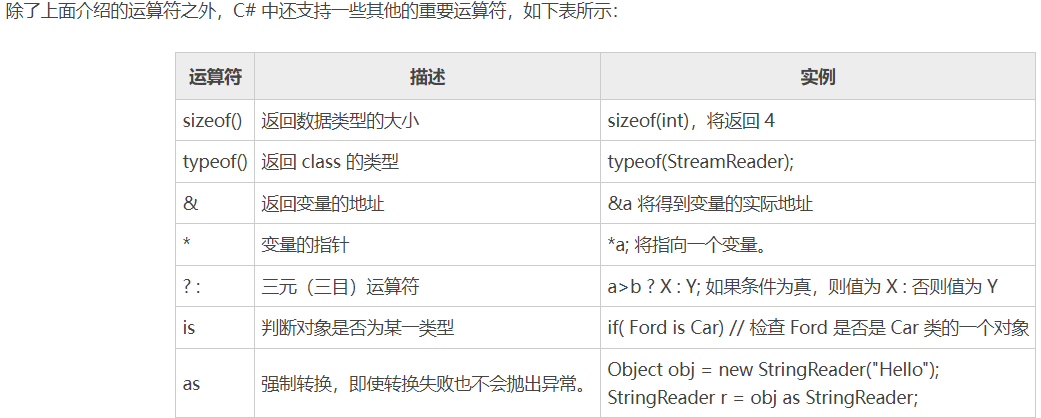 除了上面介绍的运算符之外，C# 中还支持一些其他的重要运算符，如下表所示：
运算符 描述 实例
sizeof() 返回数据类型的大小 sizeof(int)，将返回 4
typeof() 返回 class 的类型 typeof(StreamReader);
& 返回变量的地址 &a 将得到变量的实际地址
* 变量的指针 *a; 将指向一个变量。
? : 三元（三目）运算符 a>b ? X : Y; 如果条件为真，则值为 X : 否则值为 Y
is 判断对象是否为某一类型 if( Ford is Car) // 检查 Ford 是否是 Car 类的一个对象
as 强制转换，即使转换失败也不会抛出异常。 Object obj = new StringReader("Hello");
StringReader r = obj as StringReader;